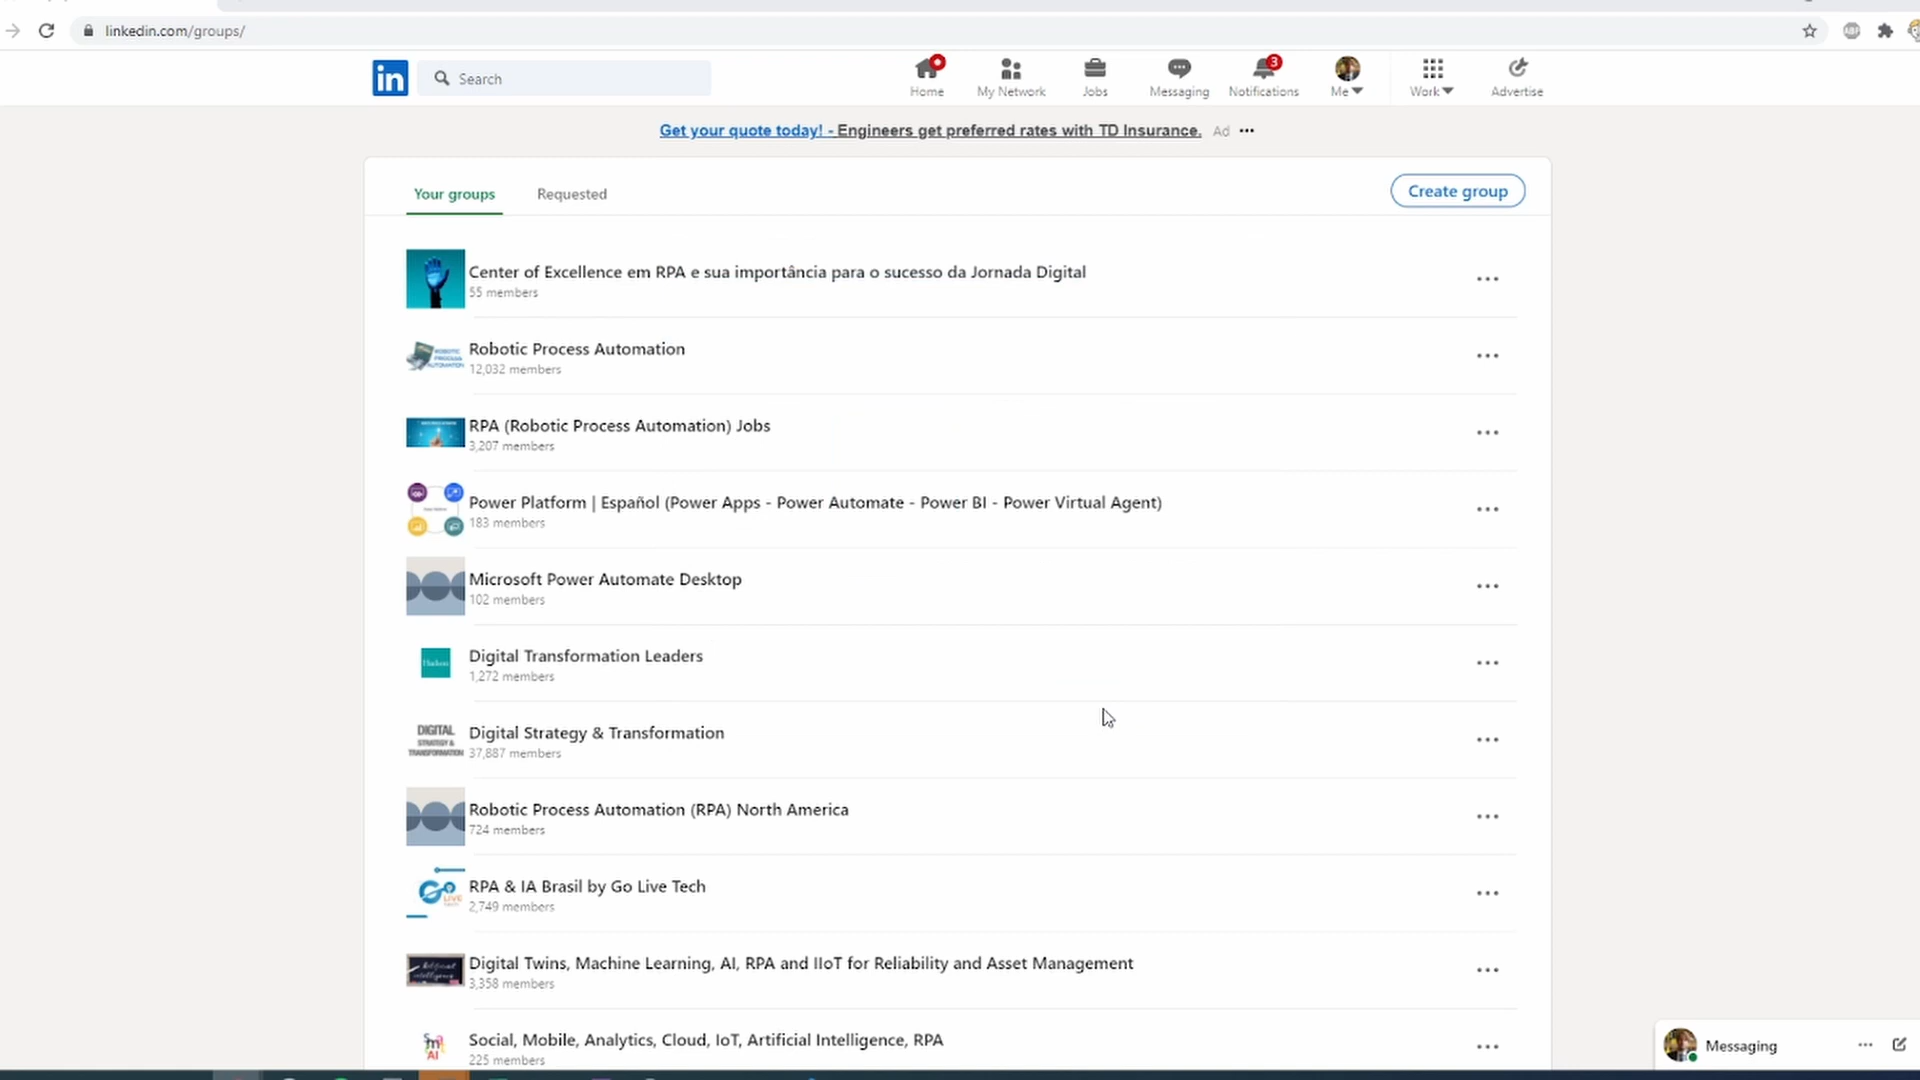 linkedin.com/groups/
in
Search
Home
My Network
Jobs
Messaging
3
Notifications
Me
Work
Advertise
Get your quote today! - Engineers get preferred rates with TD Insurance. Ad
Your groups
Requested
Create group
Center of Excellence em RPA e sua importância para o sucesso da Jornada Digital
55 members
ROBOTIC PROCESS AUTOMATION
Robotic Process Automation
12,032 members
RPA (Robotic Process Automation) Jobs
3,207 members
Power Platform | Español (Power Apps - Power Automate - Power BI - Power Virtual Agent)
183 members
Microsoft Power Automate Desktop
102 members
Digital Transformation Leaders
1,272 members
DIGITAL
STRATEGY &
TRANSFORMATION
Digital Strategy & Transformation
37,887 members
Robotic Process Automation (RPA) North America
724 members
RPA & IA Brasil by Go Live Tech
2,749 members
Digital Twins, Machine Learning, AI, RPA and IIoT for Reliability and Asset Management
3,358 members
Social, Mobile, Analytics, Cloud, IoT, Artificial Intelligence, RPA
225 members
Messaging